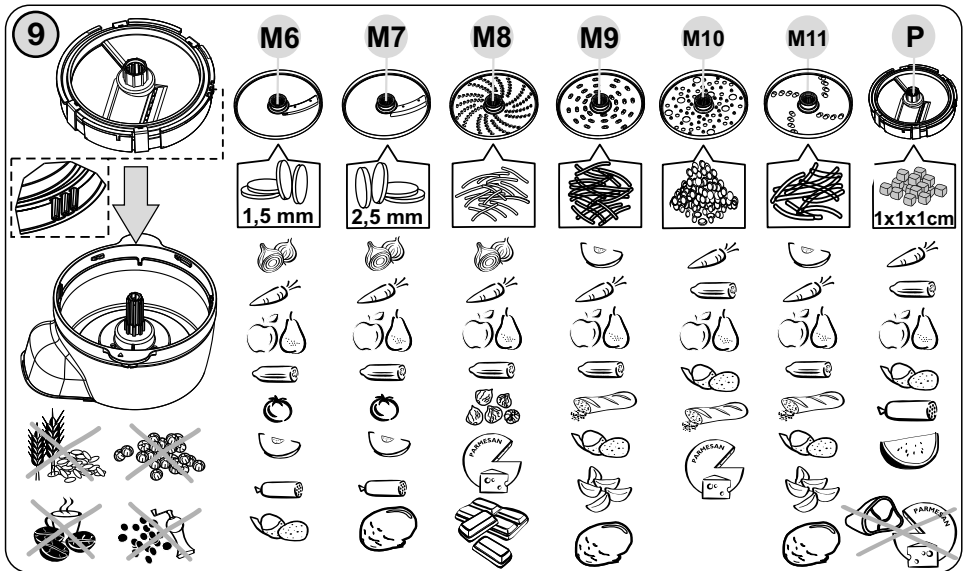 9
M6
M7
M8
M9
M10
M11
P
1,5 mm
2,5 mm
1x1x1cm
PARMESAN
PARMESAN
PARMESAN